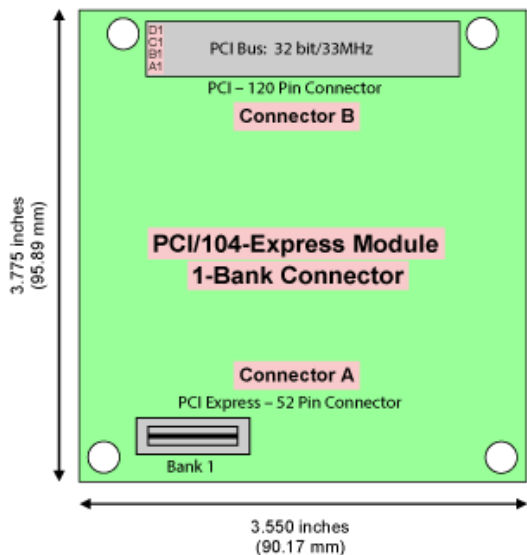 D1
C1
B1
A1
PCI Bus: 32 bit/33MHz
PCI – 120 Pin Connector
Connector B
3.775 inches
(95.89 mm)
PCI/104-Express Module
1-Bank Connector
Connector A
PCI Express – 52 Pin Connector
Bank 1
3.550 inches
(90.17 mm)